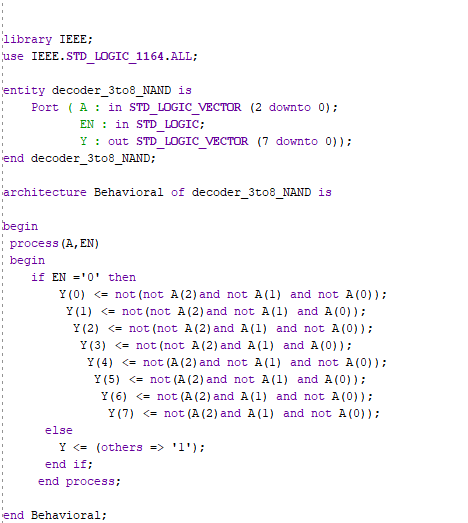 library IEEE;
use IEEE.STD_LOGIC_1164.ALL;
entity decoder_3to8_NAND is
Port ( A : in STD_LOGIC_VECTOR (2 downto 0);
EN : in STD_LOGIC;
Y : out STD_LOGIC_VECTOR (7 downto 0));
end decoder_3to8_NAND;
architecture Behavioral of decoder_3to8_NAND is
begin
process(A,EN)
begin
if EN ='0' then
Y(0) <= not(not A(2)and not A(1) and not A(0));
Y(1) <= not(not A(2)and not A(1) and A(0));
Y(2) <= not(not A(2)and A(1) and not A(0));
Y(3) <= not(not A(2)and A(1) and A(0));
Y(4) <= not(A(2)and not A(1) and not A(0));
Y(5) <= not(A(2)and not A(1) and A(0));
Y(6) <= not(A(2)and A(1) and not A(0));
Y(7) <= not(A(2)and A(1) and not A(0));
else
Y <= (others => '1');
end if;
end process;
end Behavioral;